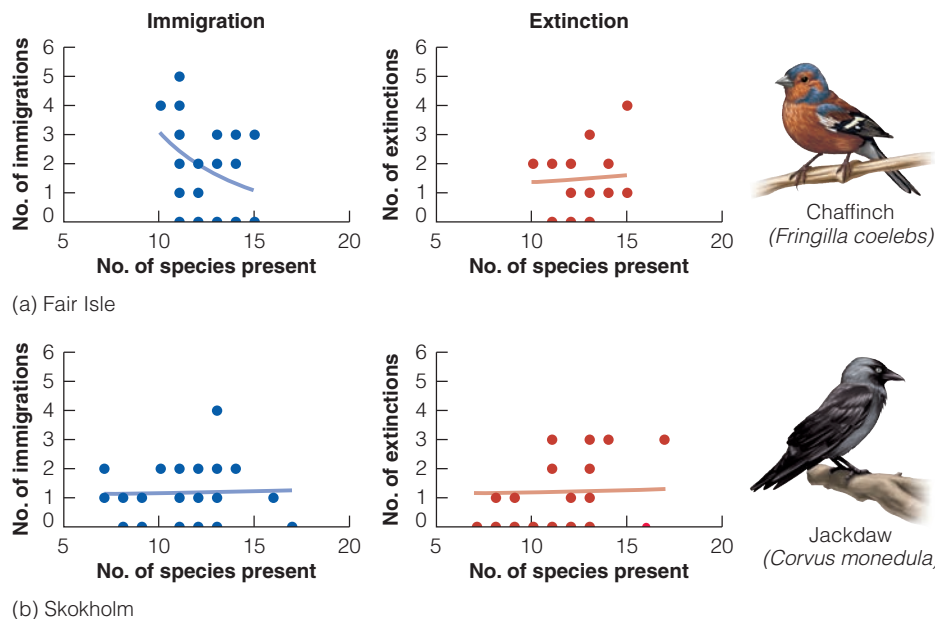 Immigration
No. of immigrations
6
5
4
3
2
1
0
5
10
15
20
No. of species present
Extinction
No. of extinctions
6
5
4
3
2
1
0
5
10
15
20
No. of species present
Chaffinch
(Fringilla coelebs)
(a) Fair Isle
No. of immigrations
6
5
4
3
2
1
0
5
10
15
20
No. of species present
No. of extinctions
6
5
4
3
2
1
0
5
10
15
20
No. of species present
Jackdaw
(Corvus monedula)
(b) Skokholm